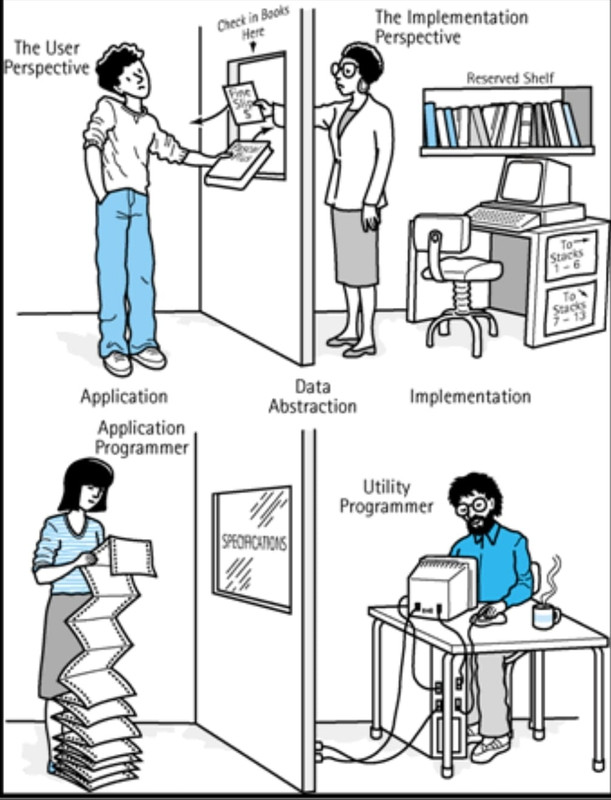 The User
Perspective
Check in Books
Here
The Implementation
Perspective
Fine
Slip
Reserved Shelf
To
Stacks
1 - 6
To
Stacks
7 - 13
Application
Data
Abstraction
Implementation
Application
Programmer
Utility
Programmer
SPECIFICATIONS